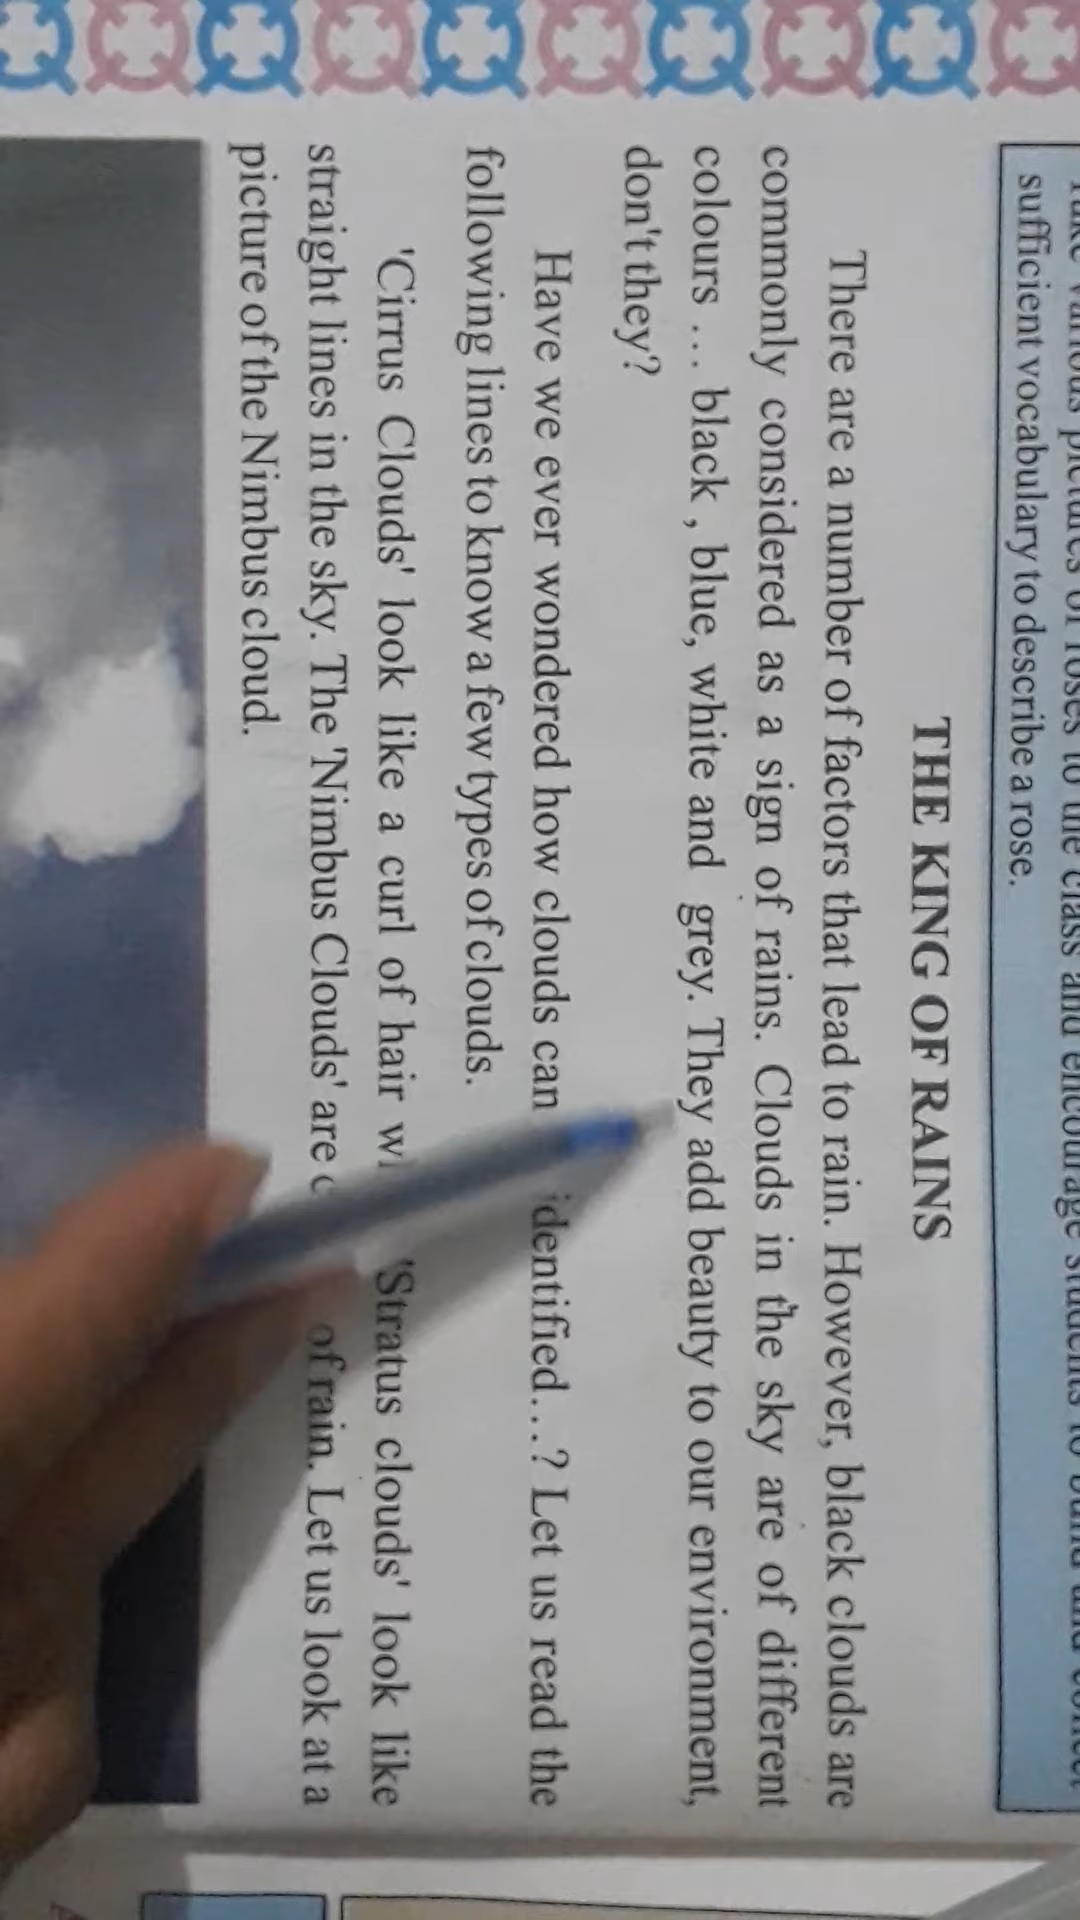 sufficient vocabulary to describe a rose.
THE KING OF RAINS
There are a number of factors that lead to rain. However, black clouds are
commonly considered as a sign of rains. Clouds in the sky are of different
colours ... black , blue, white and grey. They add beauty to our environment,
don't they?
Have we ever wondered how clouds can identified...? Let us read the
following lines to know a few types of clouds.
'Cirrus Clouds' look like a curl of hair 'Stratus clouds' look like
straight lines in the sky. The 'Nimbus Clouds' are of rain. Let us look at a
picture of the Nimbus cloud.